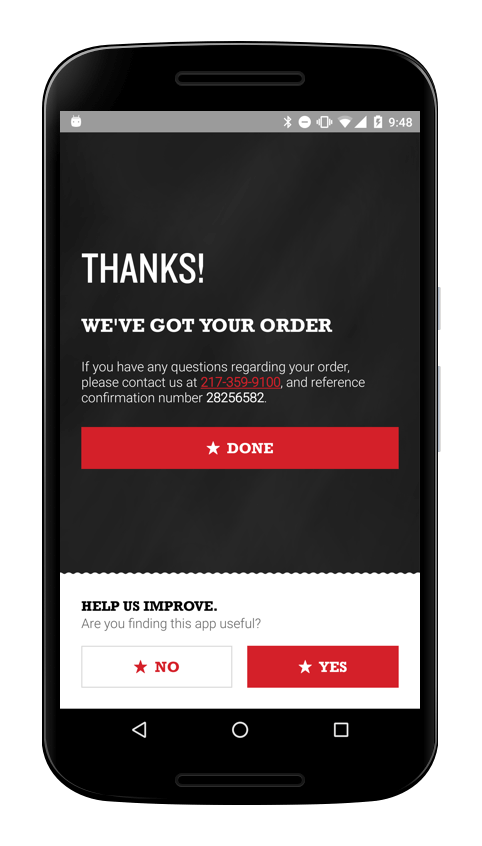 9:48
THANKS!
WE'VE GOT YOUR ORDER
If you have any questions regarding your order,
please contact us at 217-359-9100, and reference
confirmation number 28256582.
★ DONE
HELP US IMPROVE.
Are you finding this app useful?
★ NO ★ YES